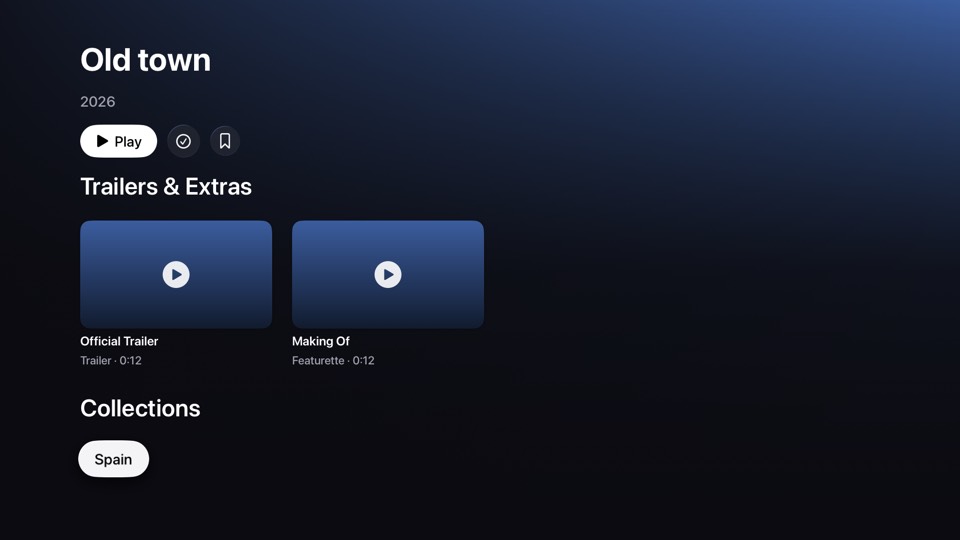 Old town
2026
Play
Trailers & Extras
Official Trailer
Trailer · 0:12
Making Of
Featurette · 0:12
Collections
Spain